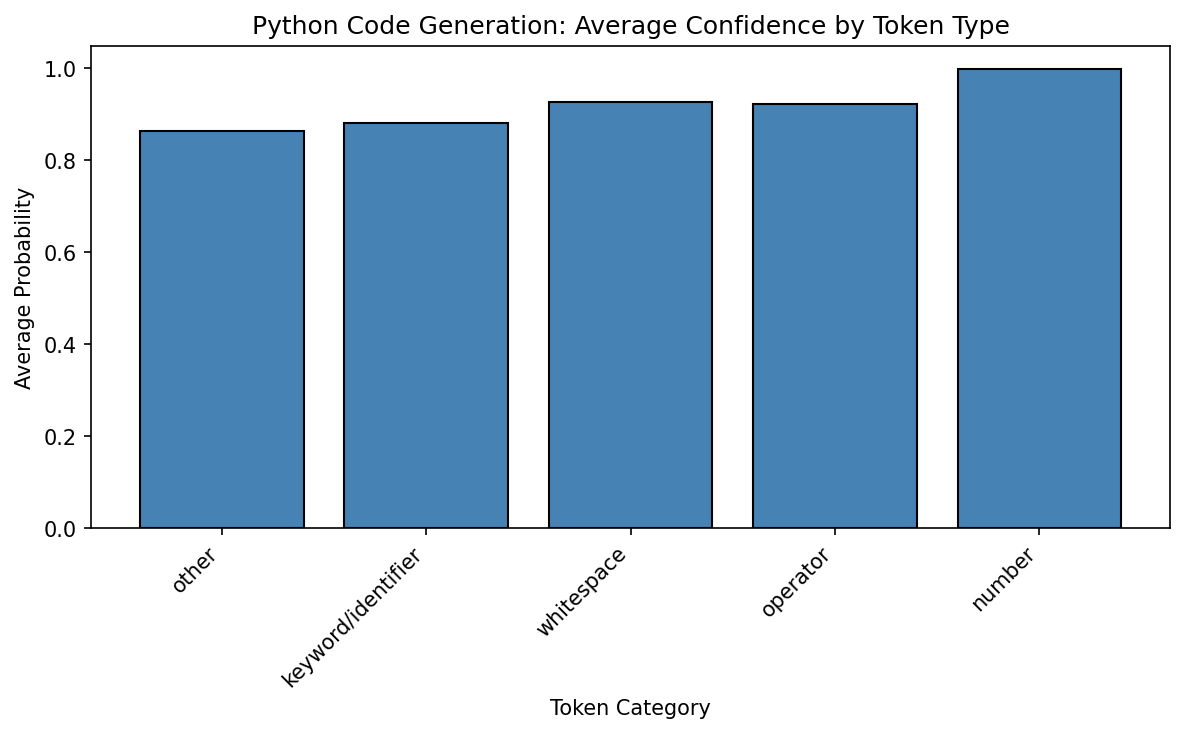 Python Code Generation: Average Confidence by Token Type
Average Probability
1.0
0.8
0.6
0.4
0.2
0.0
other
keyword/identifier
whitespace
operator
number
Token Category